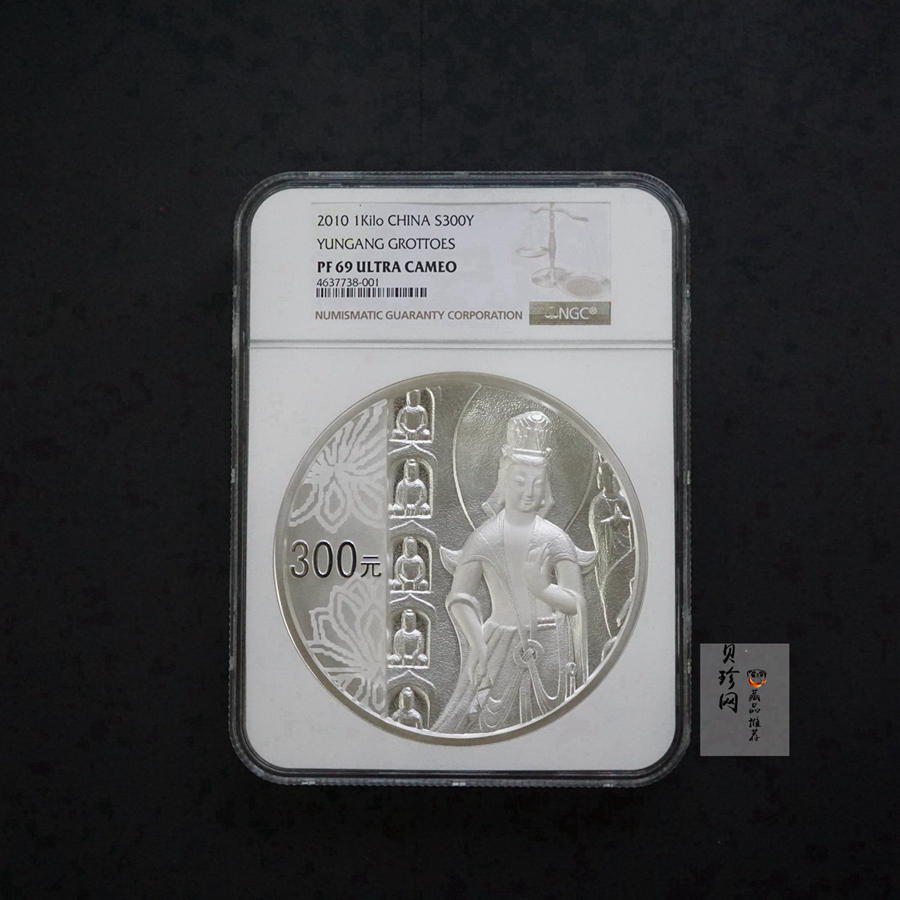 2010 1Kilo CHINA S300Y
YUNGANG GROTTOES
PF 69 ULTRA CAMEO
4637738-001
NUMISMATIC GUARANTY CORPORATION
NGC®
300元
贝珍网
藏品推荐